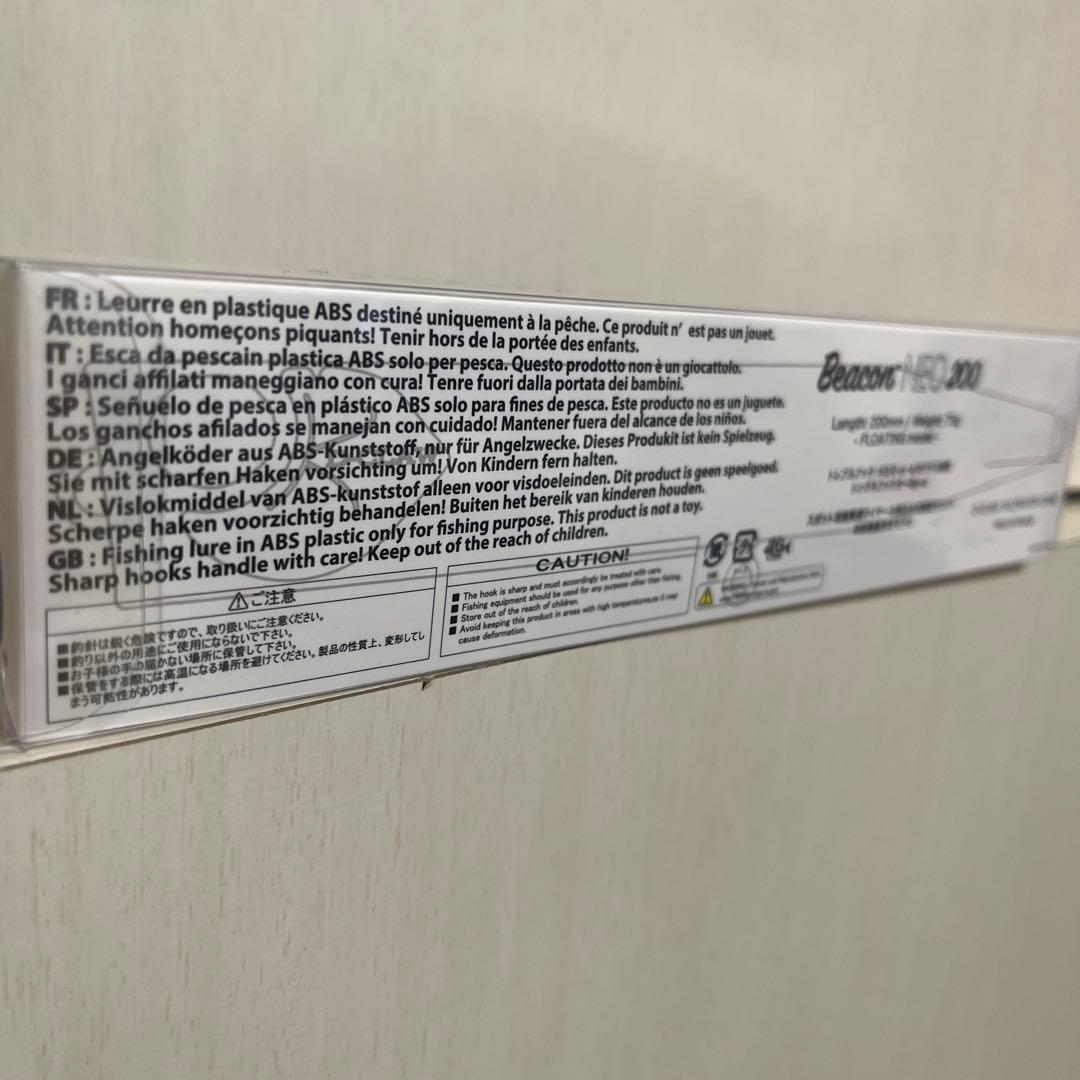 FR : Leurre en plastique ABS destiné uniquement à la pêche. Ce produit n' est pas un jouet.
Attention homeçons piquants! Tenir hors de la portée des enfants.
IT : Esca da pescain plastica ABS solo per pesca. Questo prodotto non è un giocattolo.
I ganci affilati maneggiano con cura! Tenre fuori dalla portata dei bambini.
SP : Señuelo de pesca en plástico ABS solo para fines de pesca. Este producto no es un juguete.
Los ganchos afilados se manejan con cuidado! Mantener fuera del alcance de los niños.
DE : Angelköder aus ABS-Kunststoff, nur für Angelzwecke. Dieses Produkit ist kein Spielzeug.
Sie mit scharfen Haken vorsichting um! Von Kindern fern halten.
NL : Vislokmiddel van ABS-kunststof alleen voor visdoeleinden. Dit product is geen speelgoed.
Scherpe haken voorzichtig behandelen! Buiten het bereik van kinderen houden.
GB : Fishing lure in ABS plastic only for fishing purpose. This product is not a toy.
Sharp hooks handle with care! Keep out of the reach of children.
ご注意
■釣針は鋭く危険ですので、取り扱いにご注意ください。
■釣り以外の用途にご使用にならないで下さい。
■お子様の手の届かない場所に保管して下さい。
■保管をする際には高温になる場所を避けてください。製品の性質上、変形してし
まう可能性があります。
CAUTION!
■ The hook is sharp and must accordingly be treated with care.
■ Fishing equipment should be used for any purpose other than fishing.
■ Store out of the reach of children.
■ Avoid keeping this product in areas with high temperatures,as it may
cause deformation.
Beacon NEO 200
Length: 200mm / Weight: 75g
- FLOATING model -